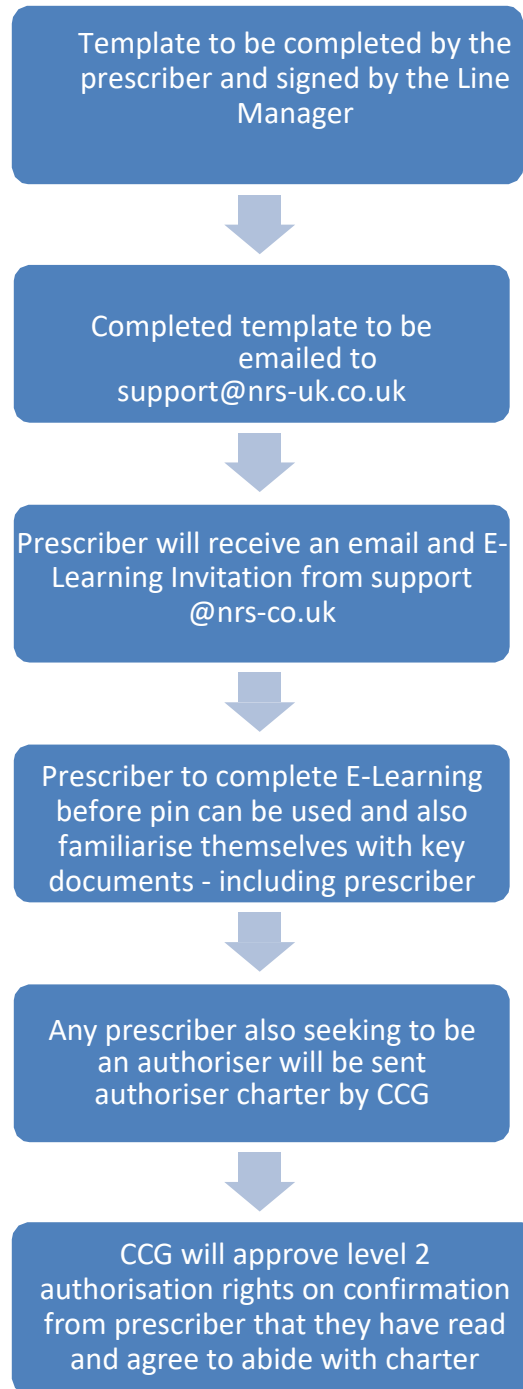 Template to be completed by the
prescriber and signed by the Line
Manager
Completed template to be
emailed to
support@nrs-uk.co.uk
Prescriber will receive an email and E-
Learning Invitation from support
@nrs-co.uk
Prescriber to complete E-Learning
before pin can be used and also
familiarise themselves with key
documents - including prescriber
Any prescriber also seeking to be
an authoriser will be sent
authoriser charter by CCG
CCG will approve level 2
authorisation rights on confirmation
from prescriber that they have read
and agree to abide with charter